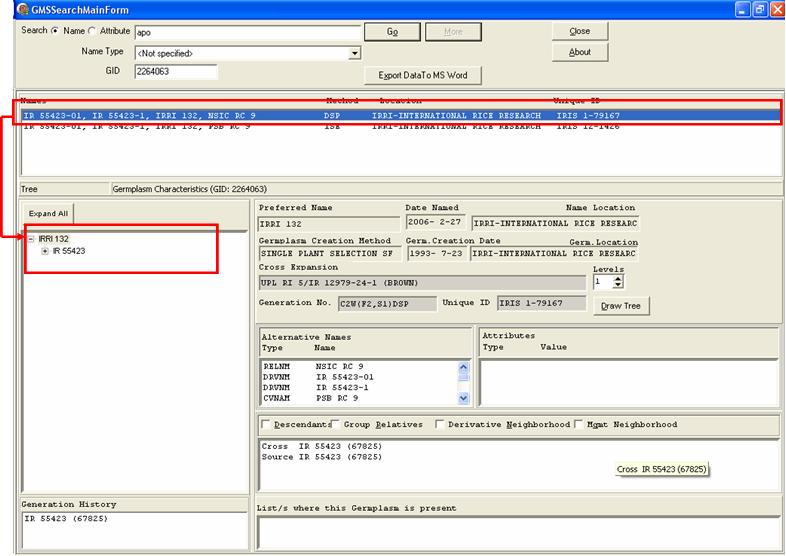 GMSSearchMainForm
Search Name Attribute apo Go More Close
Name Type <Not specified> About
GID 2264063 Export DataTo MS Word
Names Method Location Unique ID
IR 55423-01, IR 55423-1, IRRI 132, NSIC RC 9 DSP IRRI-INTERNATIONAL RICE RESEARCH IRIS 1-79167
IR 55423-01, IR 55423-1, IRRI 132, PSB RC 9 ISE IRRI-INTERNATIONAL RICE RESEARCH IRIS 12-1426
Tree Germplasm Characteristics (GID: 2264063)
Expand All
IRRI 132
IR 55423
Preferred Name Date Named Name Location
IRRI 132 2006- 2-27 IRRI-INTERNATIONAL RICE RESEARC
Germplasm Creation Method Germ.Creation Date Germ.Location
SINGLE PLANT SELECTION SF 1993- 7-23 IRRI-INTERNATIONAL RICE RESEARC
Cross Expansion Levels
UPL RI 5/IR 12979-24-1 (BROWN) 1
Generation No. C2W(F2,S1)DSP Unique ID IRIS 1-79167 Draw Tree
Alternative Names
Type Name
RELNM NSIC RC 9
DRVNM IR 55423-01
DRVNM IR 55423-1
CVNAM PSB RC 9
Attributes
Type Value
Descendants Group Relatives Derivative Neighborhood Mgmt Neighborhood
Cross IR 55423 (67825)
Source IR 55423 (67825)
Cross IR 55423 (67825)
Generation History
IR 55423 (67825)
List/s where this Germplasm is present